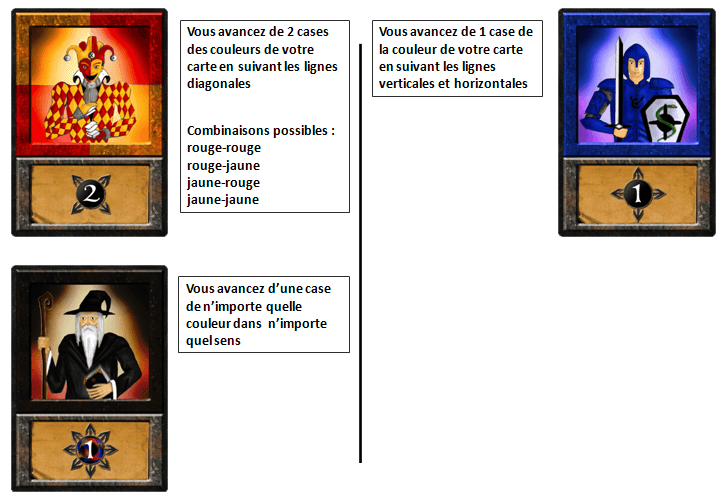 Vous avancez de 2 cases
des couleurs de votre
carte en suivant les lignes
diagonales
Combinaisons possibles :
rouge-rouge
rouge-jaune
jaune-rouge
jaune-jaune
2
Vous avancez de 1 case de
la couleur de votre carte
en suivant les lignes
verticales et horizontales
1
Vous avancez d’une case
de n’importe quelle
couleur dans n’importe
quel sens
1